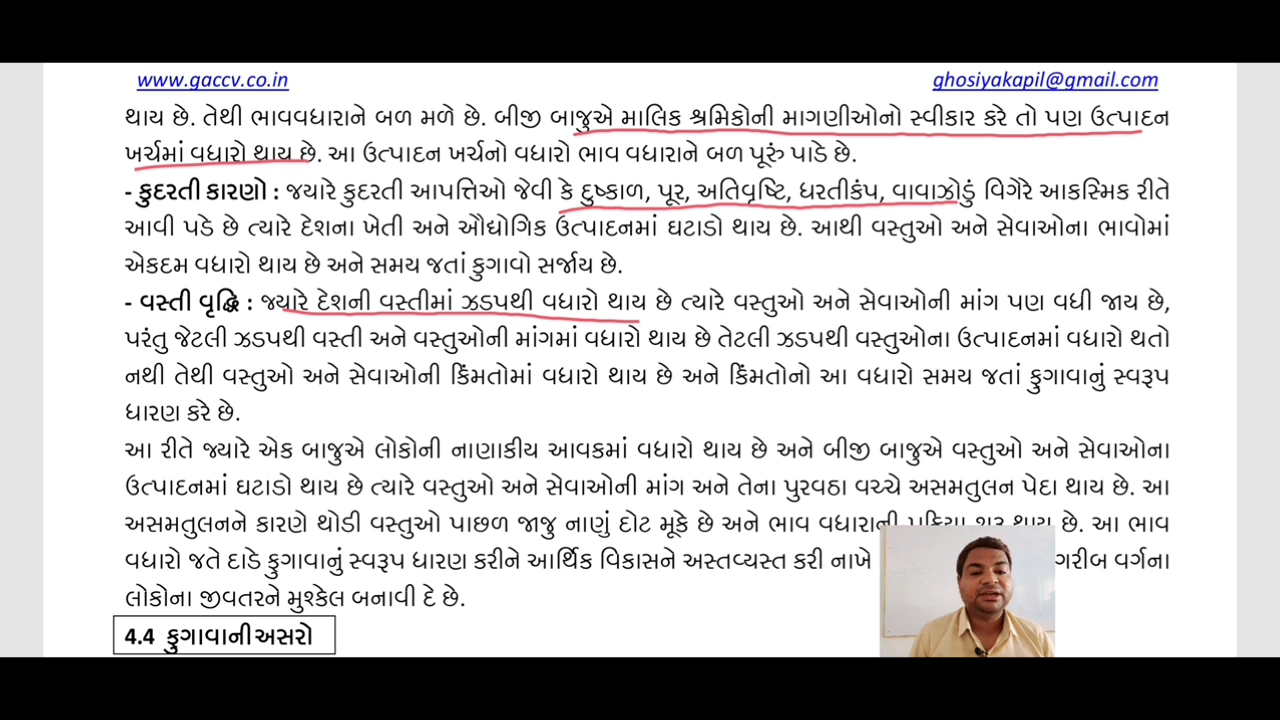 www.gaccv.co.in ghosiyakapil@gmail.com
થાય છે. તેથી ભાવવધારાને બળ મળે છે. બીજી બાજુએ માલિક શ્રમિકોની માગણીઓનો સ્વીકાર કરે તો પણ ઉત્પાદન
ખર્ચમાં વધારો થાય છે. આ ઉત્પાદન ખર્ચનો વધારો ભાવ વધારાને બળ પૂરું પાડે છે.
- કુદરતી કારણો : જયારે કુદરતી આપત્તિઓ જેવી કે દુષ્કાળ, પૂર, અતિવૃષ્ટિ, ધરતીકંપ, વાવાઝોડું વિગેરે આકસ્મિક રીતે
આવી પડે છે ત્યારે દેશના ખેતી અને ઔદ્યોગિક ઉત્પાદનમાં ઘટાડો થાય છે. આથી વસ્તુઓ અને સેવાઓના ભાવોમાં
એકદમ વધારો થાય છે અને સમય જતાં ફુગાવો સર્જાય છે.
- વસ્તી વૃદ્ધિ : જ્યારે દેશની વસ્તીમાં ઝડપથી વધારો થાય છે ત્યારે વસ્તુઓ અને સેવાઓની માંગ પણ વધી જાય છે,
પરંતુ જેટલી ઝડપથી વસ્તી અને વસ્તુઓની માંગમાં વધારો થાય છે તેટલી ઝડપથી વસ્તુઓના ઉત્પાદનમાં વધારો થતો
નથી તેથી વસ્તુઓ અને સેવાઓની કિંમતોમાં વધારો થાય છે અને કિંમતોનો આ વધારો સમય જતાં ફુગાવાનું સ્વરૂપ
ધારણ કરે છે.
આ રીતે જ્યારે એક બાજુએ લોકોની નાણાકીય આવકમાં વધારો થાય છે અને બીજી બાજુએ વસ્તુઓ અને સેવાઓના
ઉત્પાદનમાં ઘટાડો થાય છે ત્યારે વસ્તુઓ અને સેવાઓની માંગ અને તેના પુરવઠા વચ્ચે અસમતુલન પેદા થાય છે. આ
અસમતુલનને કારણે થોડી વસ્તુઓ પાછળ જાજુ નાણું દોટ મૂકે છે અને ભાવ વધારાની પ્રક્રિયા શરૂ થાય છે. આ ભાવ
વધારો જતે દાડે ફુગાવાનું સ્વરૂપ ધારણ કરીને આર્થિક વિકાસને અસ્તવ્યસ્ત કરી નાખે ગરીબ વર્ગના
લોકોના જીવતરને મુશ્કેલ બનાવી દે છે.
4.4 ફુગાવાની અસરો